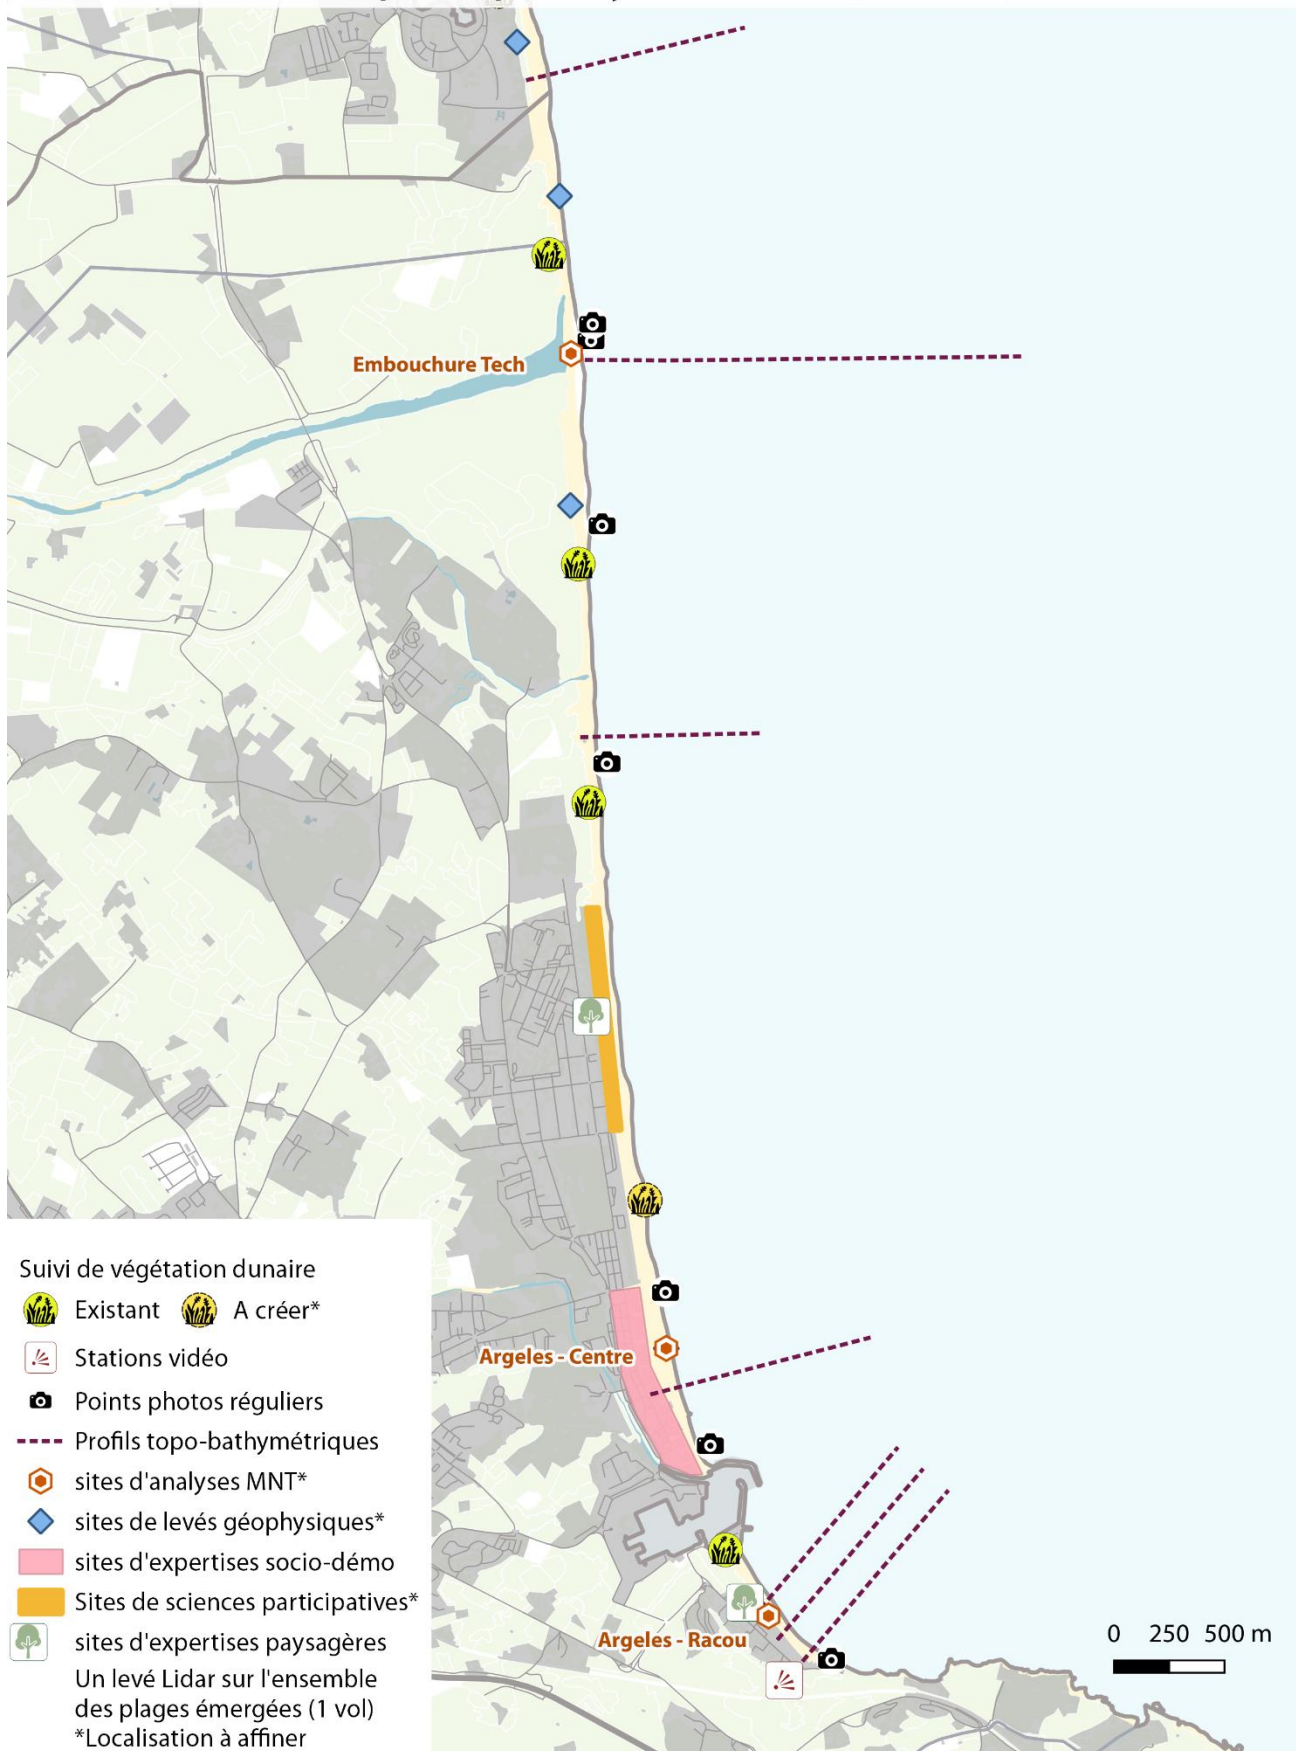 Embouchure Tech
Argeles - Centre
Argeles - Racou
Suivi de végétation dunaire
Existant A créer*
Stations vidéo
Points photos réguliers
Profils topo-bathymétriques
sites d'analyses MNT*
sites de levés géophysiques*
sites d'expertises socio-démo
Sites de sciences participatives*
sites d'expertises paysagères
Un levé Lidar sur l'ensemble
des plages émergées (1 vol)
*Localisation à affiner
0 250 500 m